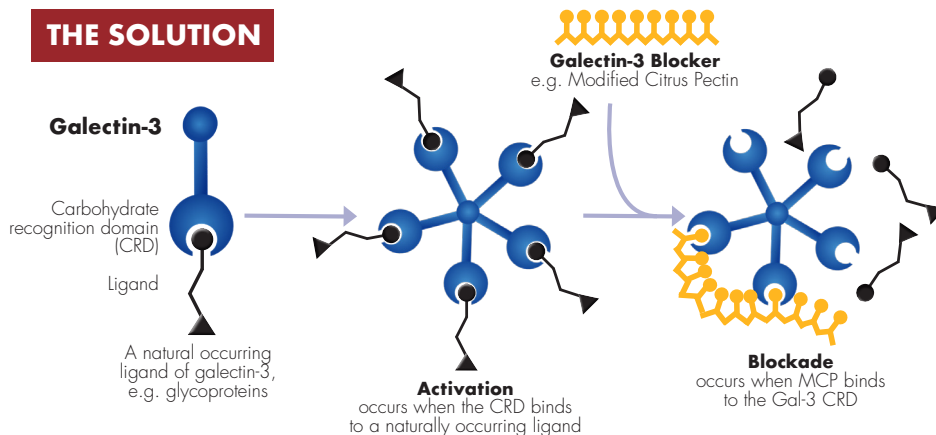 THE SOLUTION
Galectin-3 Blocker
e.g. Modified Citrus Pectin
Galectin-3
Carbohydrate
recognition domain
(CRD)
Ligand
A natural occurring
ligand of galectin-3,
e.g. glycoproteins
Activation
occurs when the CRD binds
to a naturally occurring ligand
Blockade
occurs when MCP binds
to the Gal-3 CRD